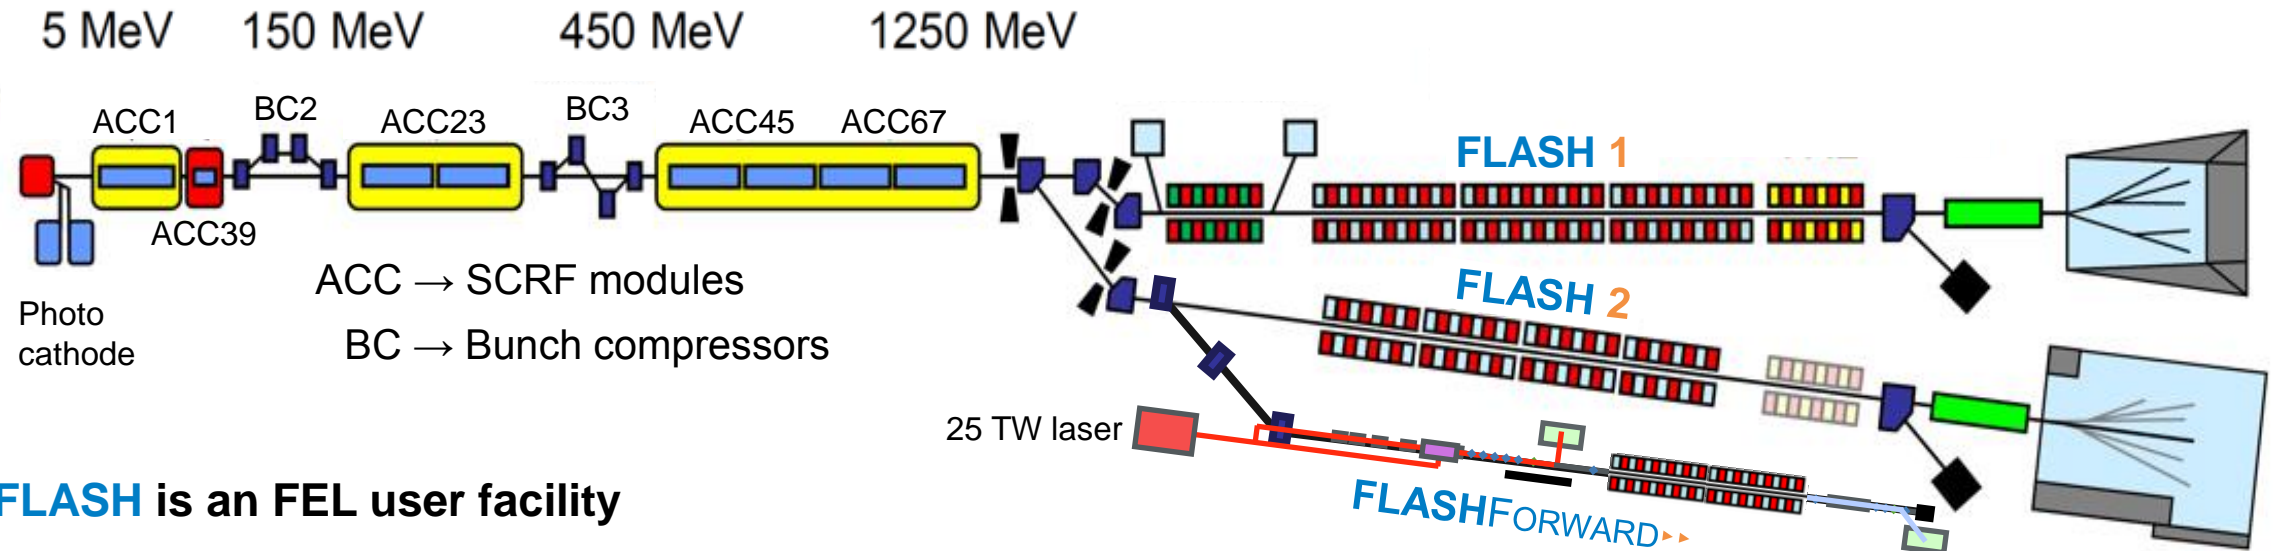 5 MeV 150 MeV 450 MeV 1250 MeV
BC2 BC3
ACC1 ACC23 ACC45 ACC67
FLASH 1
ACC39
ACC → SCRF modules
FLASH 2
Photo
cathode
BC → Bunch compressors
25 TW laser
FLASH is an FEL user facility
FLASHFORWARD